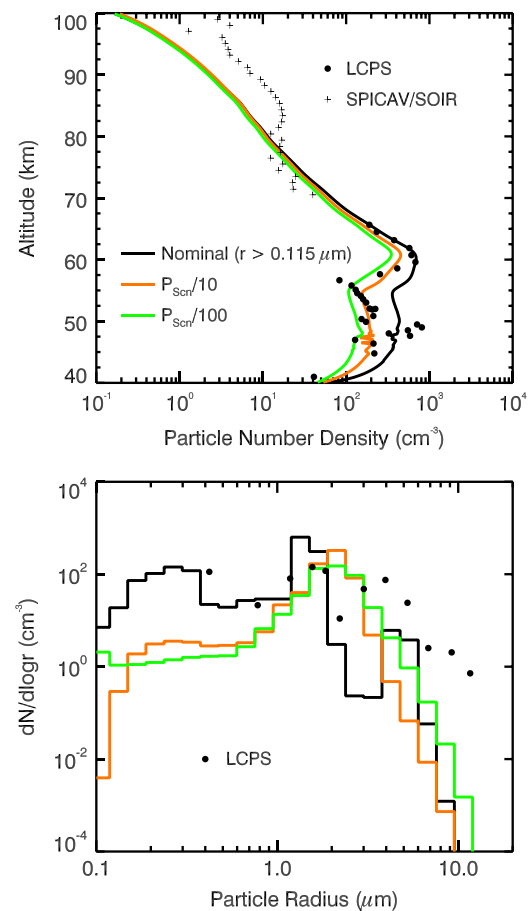 100
90
80
70
60
50
40
Altitude (km)
LCPS
SPICAV/SOIR
Nominal (r > 0.115 μm)
P_Scn/10
P_Scn/100
10^-1 10^0 10^1 10^2 10^3 10^4
Particle Number Density (cm^-3)
10^4
10^2
10^0
10^-2
10^-4
dN/dlogr (cm^-3)
LCPS
0.1 1.0 10.0
Particle Radius (μm)